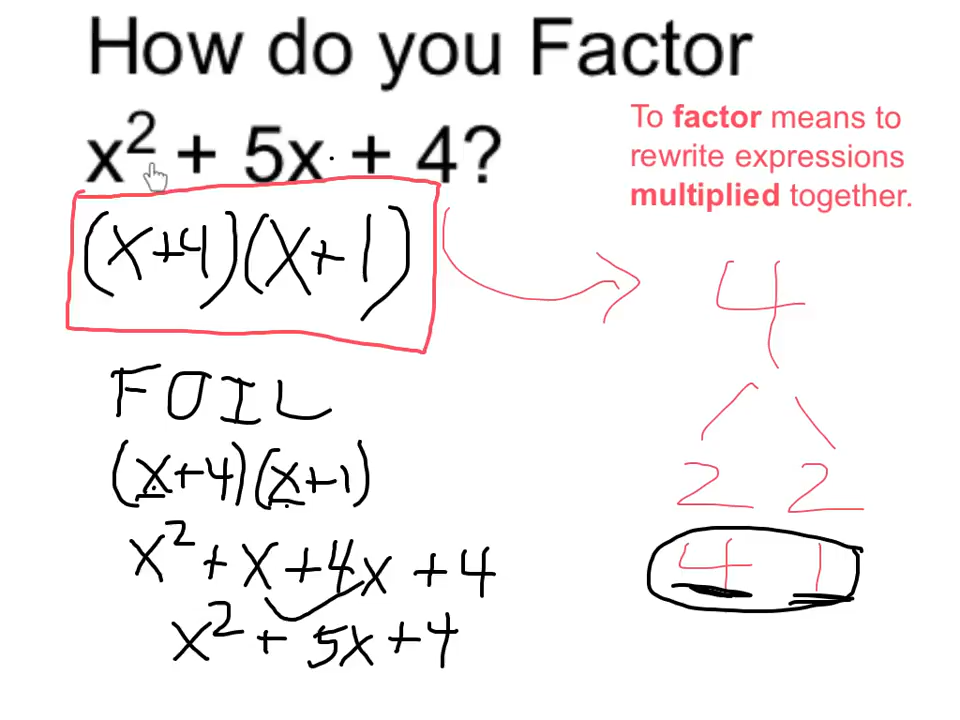 How do you Factor
x² + 5x + 4?
To factor means to
rewrite expressions
multiplied together.
(x+4)(x+1)
4
2 2
4 1
FOIL
(x+4)(x+1)
x² + x + 4x + 4
x² + 5x + 4